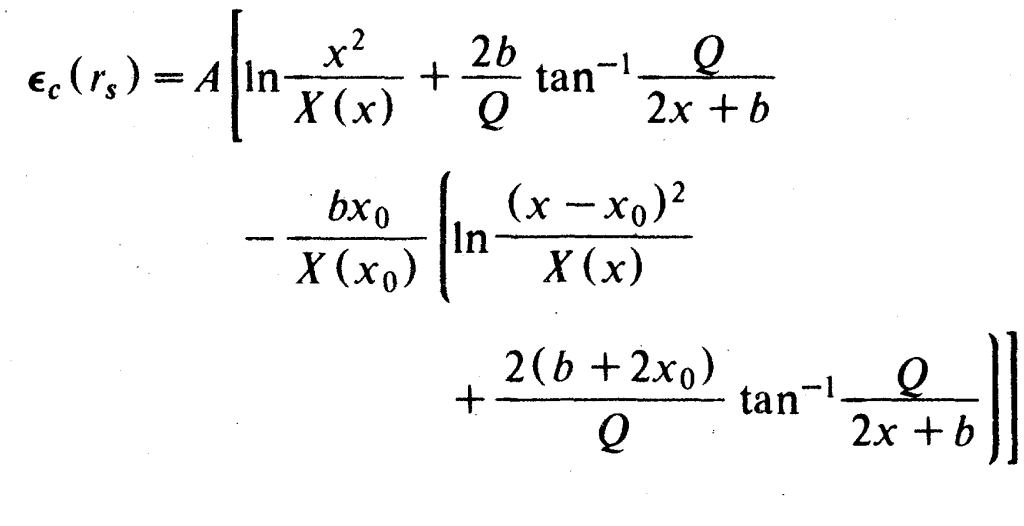 ϵ_c(r_s) = A [ ln x²/X(x) + 2b/Q tan⁻¹ Q/(2x + b)
− bx₀/X(x₀) ( ln (x − x₀)²/X(x)
+ 2(b + 2x₀)/Q tan⁻¹ Q/(2x + b) ) ]